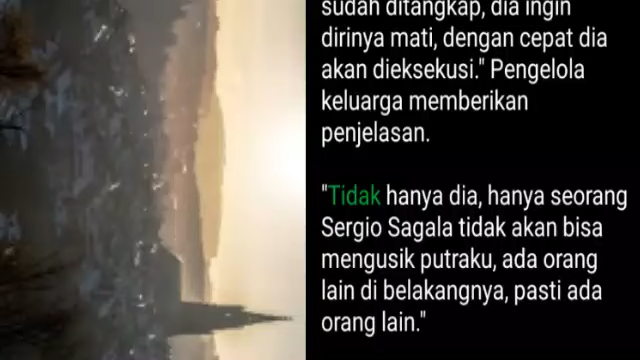 sudah ditangkap, dia ingin
dirinya mati, dengan cepat dia
akan dieksekusi." Pengelola
keluarga memberikan
penjelasan.
"Tidak hanya dia, hanya seorang
Sergio Sagala tidak akan bisa
mengusik putraku, ada orang
lain di belakangnya, pasti ada
orang lain."